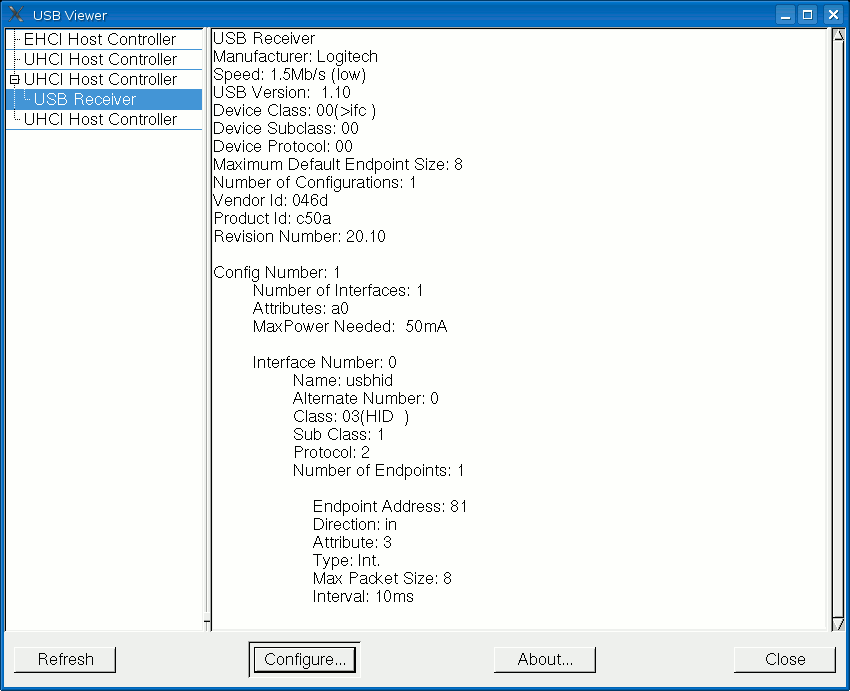 USB Viewer
EHCI Host Controller
UHCI Host Controller
UHCI Host Controller
USB Receiver
UHCI Host Controller
USB Receiver
Manufacturer: Logitech
Speed: 1.5Mb/s (low)
USB Version:  1.10
Device Class: 00(>ifc )
Device Subclass: 00
Device Protocol: 00
Maximum Default Endpoint Size: 8
Number of Configurations: 1
Vendor Id: 046d
Product Id: c50a
Revision Number: 20.10
Config Number: 1
Number of Interfaces: 1
Attributes: a0
MaxPower Needed:  50mA
Interface Number: 0
Name: usbhid
Alternate Number: 0
Class: 03(HID  )
Sub Class: 1
Protocol: 2
Number of Endpoints: 1
Endpoint Address: 81
Direction: in
Attribute: 3
Type: Int.
Max Packet Size: 8
Interval: 10ms
Refresh
Configure...
About...
Close